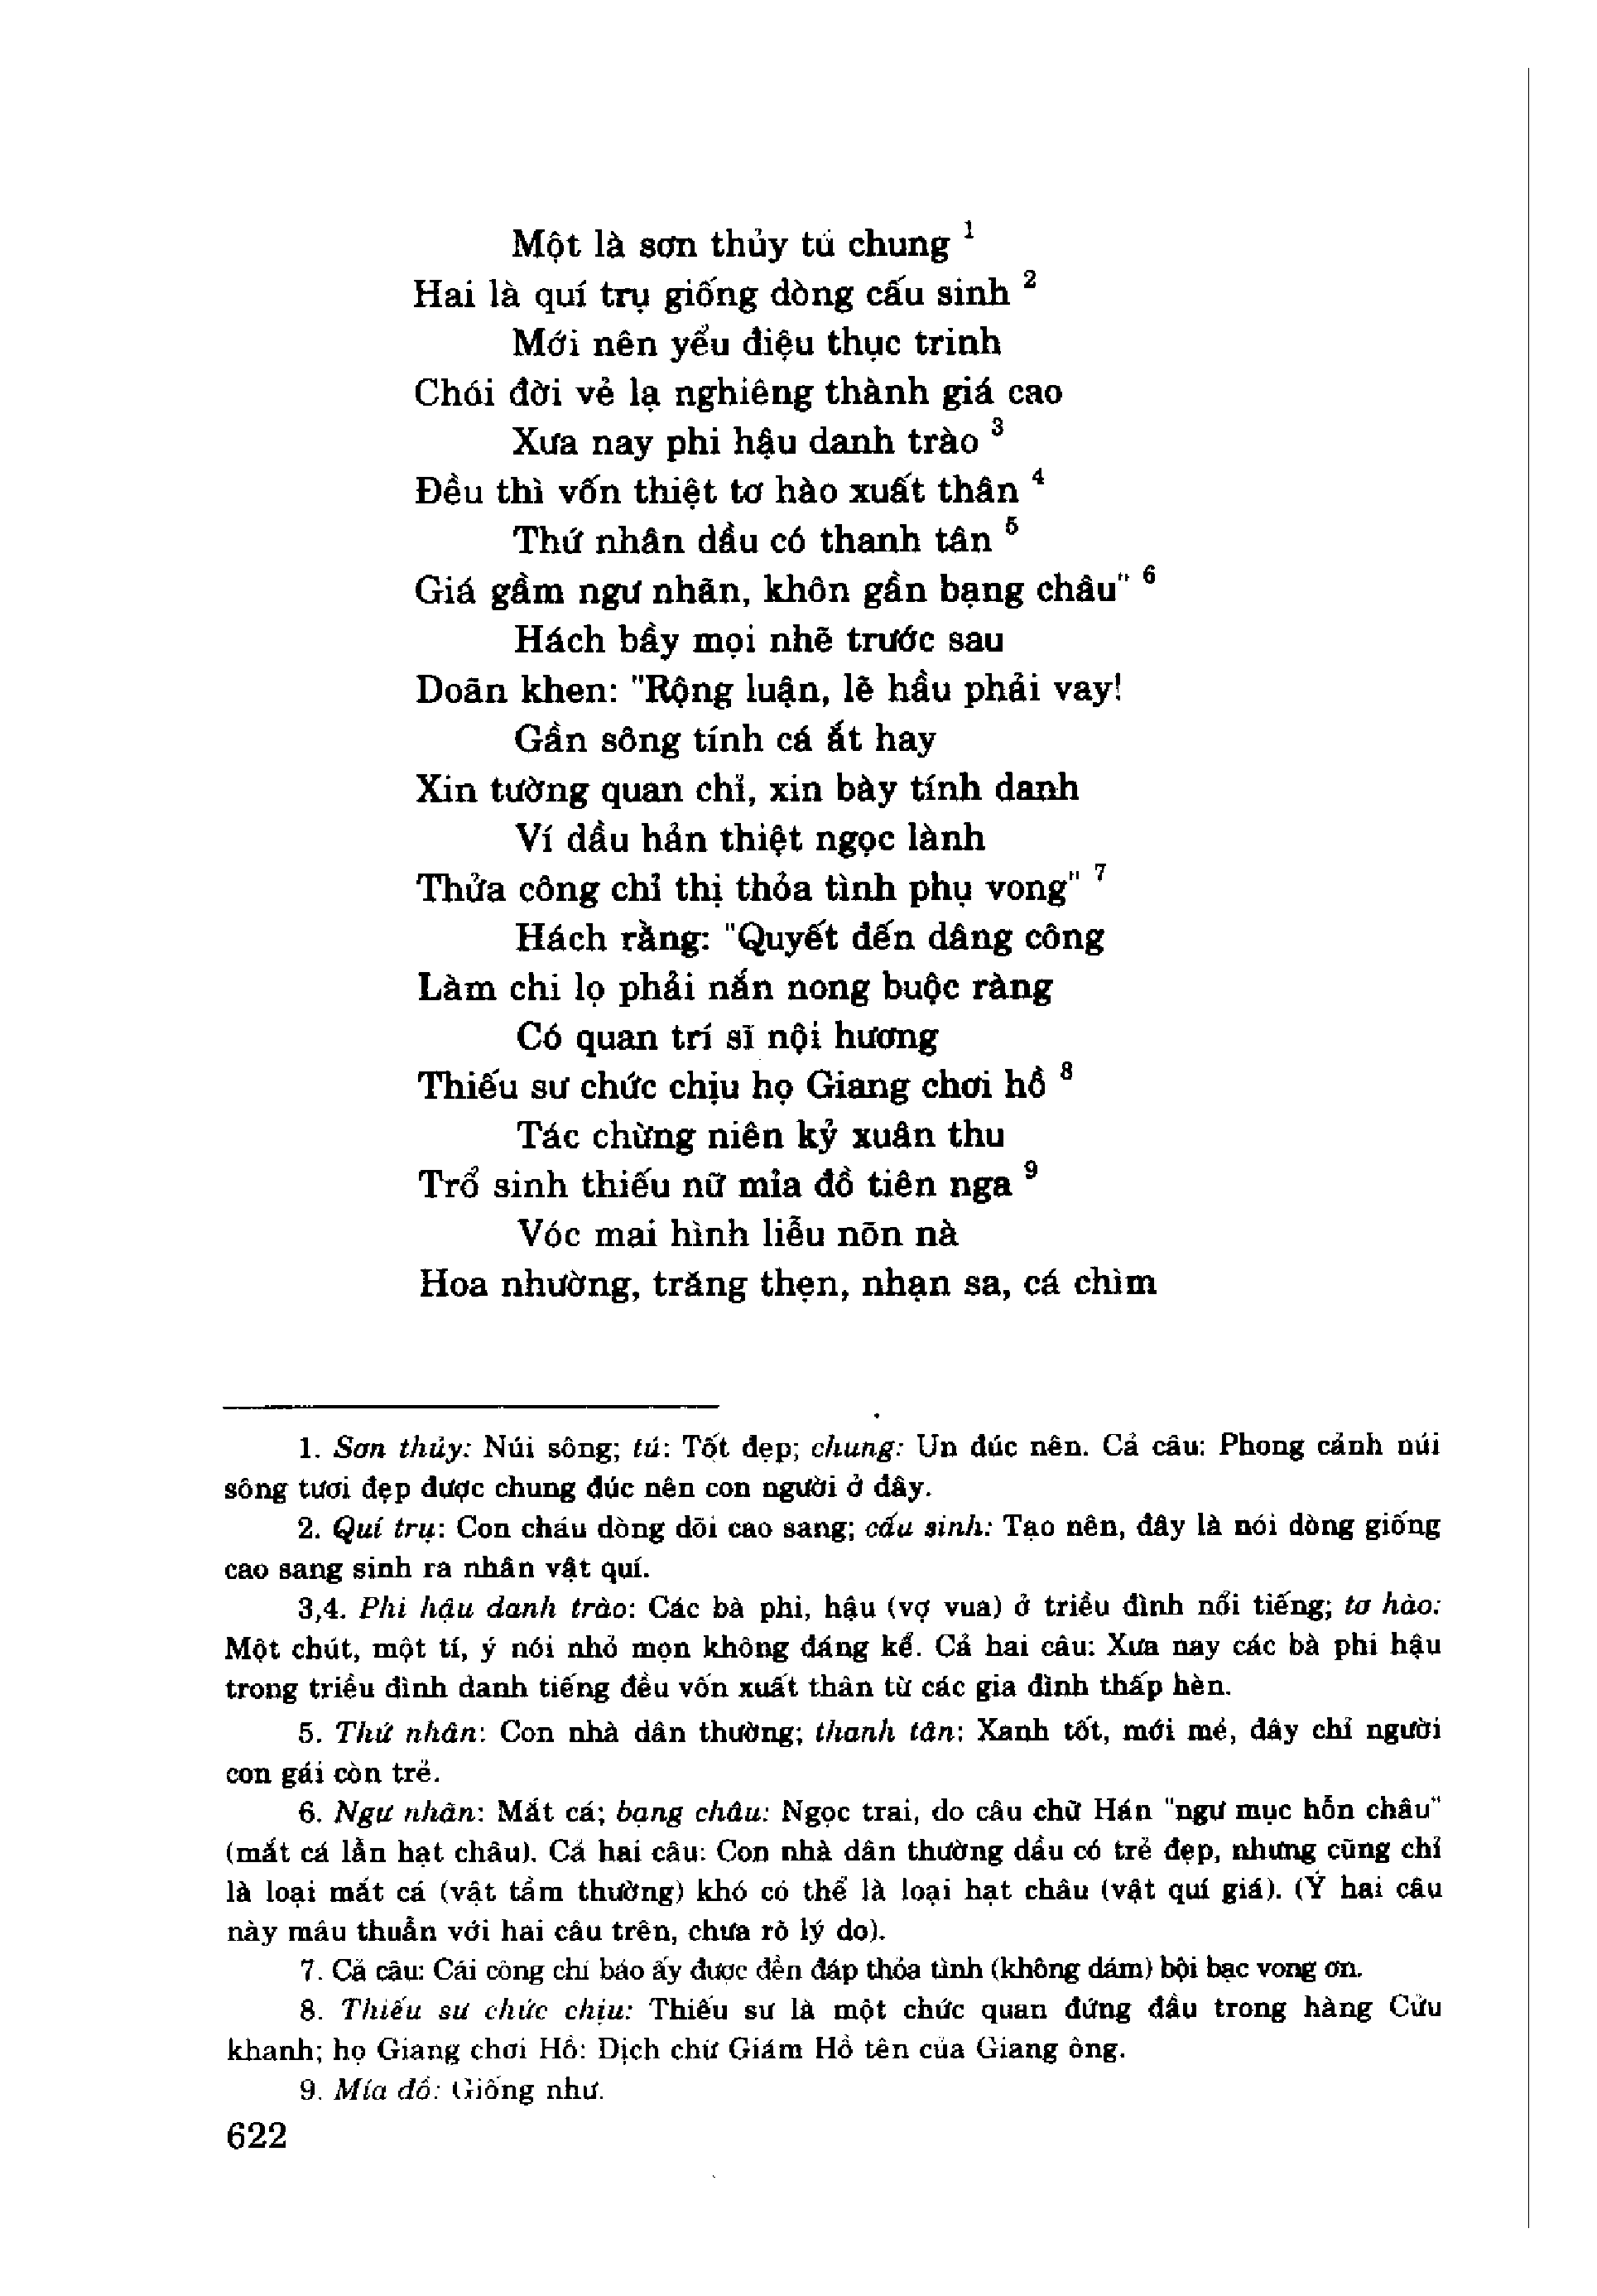 Một là sơn thủy tú chung 1
Hai là quí trụ giống dòng cấu sinh 2
Mới nên yểu điệu thục trinh
Chói đời vẻ lạ nghiêng thành giá cao
Xưa nay phi hậu danh trào 3
Đều thì vốn thiệt tơ hào xuất thân 4
Thứ nhân dầu có thanh tân 5
Giá gầm ngư nhãn, khôn gần bạng châu" 6
Hách bầy mọi nhẽ trước sau
Doãn khen: "Rộng luận, lẽ hầu phải vay!
Gần sông tính cá ắt hay
Xin tường quan chỉ, xin bày tính danh
Ví dầu hẳn thiệt ngọc lành
Thửa công chỉ thị thỏa tình phụ vong" 7
Hách rằng: "Quyết đến dâng công
Làm chi lọ phải nắn nong buộc ràng
Có quan trí sĩ nội hương
Thiếu sư chức chịu họ Giang chơi hồ 8
Tác chừng niên kỷ xuân thu
Trổ sinh thiếu nữ mỉa đồ tiên nga 9
Vóc mai hình liễu nõn nà
Hoa nhường, trăng thẹn, nhạn sa, cá chìm
1. Sơn thủy: Núi sông; tú: Tốt đẹp; chung: Un đúc nên. Cả câu: Phong cảnh núi
sông tươi đẹp được chung đúc nên con người ở đây.
2. Quí trụ: Con cháu dòng dõi cao sang; cấu sinh: Tạo nên, đây là nói dòng giống
cao sang sinh ra nhân vật quí.
3,4. Phi hậu danh trào: Các bà phi, hậu (vợ vua) ở triều đình nổi tiếng; tơ hào:
Một chút, một tí, ý nói nhỏ mọn không đáng kể. Cả hai câu: Xưa nay các bà phi hậu
trong triều đình danh tiếng đều vốn xuất thân từ các gia đình thấp hèn.
5. Thứ nhân: Con nhà dân thường; thanh tân: Xanh tốt, mới mẻ, đây chỉ người
con gái còn trẻ.
6. Ngư nhãn: Mắt cá; bạng châu: Ngọc trai, do câu chữ Hán "ngư mục hỗn châu"
(mắt cá lẫn hạt châu). Cả hai câu: Con nhà dân thường dầu có trẻ đẹp, nhưng cũng chỉ
là loại mắt cá (vật tầm thường) khó có thể là loại hạt châu (vật quí giá). (Ý hai câu
này mâu thuẫn với hai câu trên, chưa rõ lý do).
7. Cả câu: Cái công chỉ bảo ấy được đền đáp thỏa tình (không dám) bội bạc vong ơn.
8. Thiếu sư chức chịu: Thiếu sư là một chức quan đứng đầu trong hàng Cửu
khanh; họ Giang chơi Hồ: Dịch chữ Giám Hồ tên của Giang ông.
9. Mỉa đồ: Giống như.
622